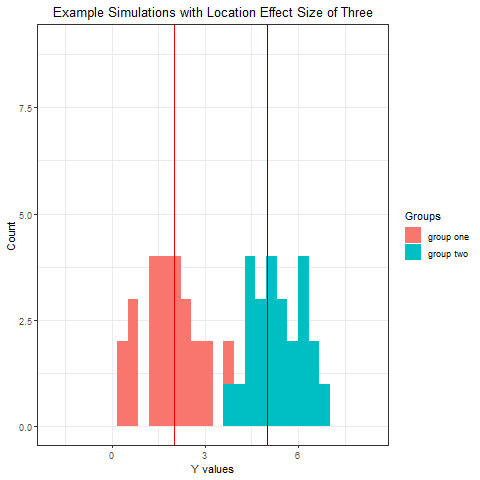 Example Simulations with Location Effect Size of Three
7.5
5.0
2.5
0.0
Count
0 3 6
Y values
Groups
group one
group two